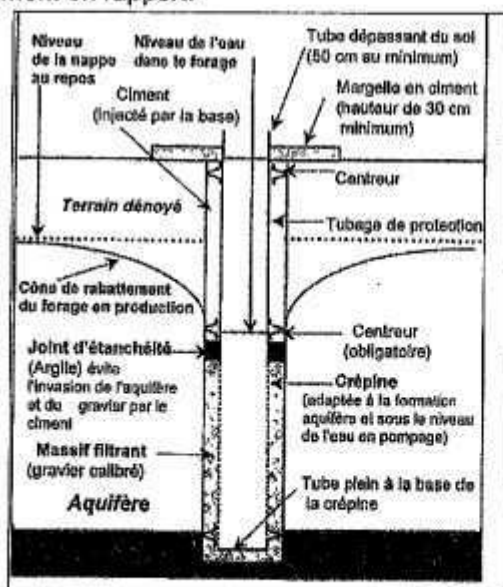 Niveau
de la nappe
au repos
Niveau de l'eau
dans le forage
Tube dépassant du sol
(50 cm au minimum)
Ciment
(injecté par la base)
Margelle en ciment
(hauteur de 30 cm
minimum)
Centreur
Terrain dénoyé
Tubage de protection
Cône de rabattement
du forage en production
Joint d'étanchéité
(Argile) évite
l'invasion de l'aquifère
et du gravier par le
ciment
Centreur
(obligatoire)
Crépine
(adaptée à la formation
aquifère et sous le niveau
de l'eau en pompage)
Massif filtrant
(gravier calibré)
Tube plein à la base de
la crépine
Aquifère